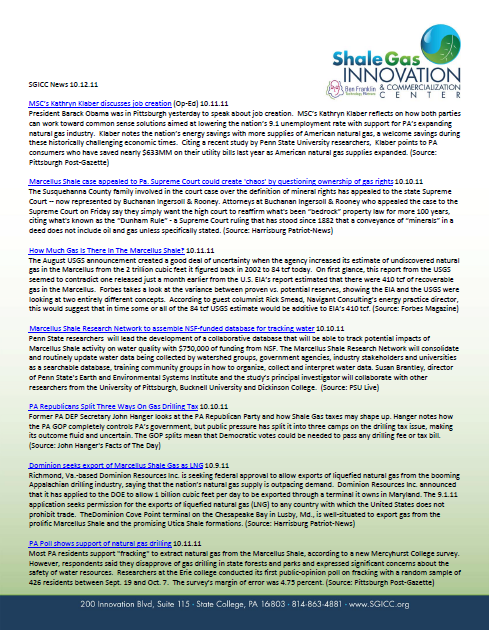 Shale Gas
INNOVATION
Ben Franklin
Technology Partners
& COMMERCIALIZATION
CENTER
SGICC News 10.12.11
MSC's Kathryn Klaber discusses job creation (Op-Ed) 10.11.11
President Barack Obama was in Pittsburgh yesterday to speak about job creation. MSC's Kathryn Klaber reflects on how both parties
can work toward common sense solutions aimed at lowering the nation's 9.1 unemployment rate with support for PA's expanding
natural gas industry. Klaber notes the nation's energy savings with more supplies of American natural gas, a welcome savings during
these historically challenging economic times. Citing a recent study by Penn State University researchers, Klaber points to PA
consumers who have saved nearly $633MM on their utility bills last year as American natural gas supplies expanded. (Source:
Pittsburgh Post-Gazette)
Marcellus Shale case appealed to Pa. Supreme Court could create 'chaos' by questioning ownership of gas rights 10.10.11
The Susquehanna County family involved in the court case over the definition of mineral rights has appealed to the state Supreme
Court -- now represented by Buchanan Ingersoll & Rooney. Attorneys at Buchanan Ingersoll & Rooney who appealed the case to the
Supreme Court on Friday say they simply want the high court to reaffirm what's been "bedrock" property law for more 100 years,
citing what's known as the "Dunham Rule" - a Supreme Court ruling that has stood since 1882 that a conveyance of "minerals" in a
deed does not include oil and gas unless specifically stated. (Source: Harrisburg Patriot-News)
How Much Gas Is There In The Marcellus Shale? 10.11.11
The August USGS announcement created a good deal of uncertainty when the agency increased its estimate of undiscovered natural
gas in the Marcellus from the 2 trillion cubic feet it figured back in 2002 to 84 tcf today. On first glance, this report from the USGS
seemed to contradict one released just a month earlier from the U.S. EIA's report estimated that there were 410 tcf of recoverable
gas in the Marcellus. Forbes takes a look at the variance between proven vs. potential reserves, showing the EIA and the USGS were
looking at two entirely different concepts. According to guest columnist Rick Smead, Navigant Consulting's energy practice director,
this would suggest that in time some or all of the 84 tcf USGS estimate would be additive to EIA's 410 tcf. (Source: Forbes Magazine)
Marcellus Shale Research Network to assemble NSF-funded database for tracking water 10.10.11
Penn State researchers will lead the development of a collaborative database that will be able to track potential impacts of
Marcellus Shale activity on water quality with $750,000 of funding from NSF. The Marcellus Shale Research Network will consolidate
and routinely update water data being collected by watershed groups, government agencies, industry stakeholders and universities
as a searchable database, training community groups in how to organize, collect and interpret water data. Susan Brantley, director
of Penn State's Earth and Environmental Systems Institute and the study's principal investigator will collaborate with other
researchers from the University of Pittsburgh, Bucknell University and Dickinson College. (Source: PSU Live)
PA Republicans Split Three Ways On Gas Drilling Tax 10.10.11
Former PA DEP Secretary John Hanger looks at the PA Republican Party and how Shale Gas taxes may shape up. Hanger notes how
the PA GOP completely controls PA's government, but public pressure has split it into three camps on the drilling tax issue, making
its outcome fluid and uncertain. The GOP splits mean that Democratic votes could be needed to pass any drilling fee or tax bill.
(Source: John Hanger's Facts of The Day)
Dominion seeks export of Marcellus Shale Gas as LNG 10.9.11
Richmond, Va.-based Dominion Resources Inc. is seeking federal approval to allow exports of liquefied natural gas from the booming
Appalachian drilling industry, saying that the nation's natural gas supply is outpacing demand. Dominion Resources Inc. announced
that it has applied to the DOE to allow 1 billion cubic feet per day to be exported through a terminal it owns in Maryland. The 9.1.11
application seeks permission for the exports of liquefied natural gas (LNG) to any country with which the United States does not
prohibit trade. TheDominion Cove Point terminal on the Chesapeake Bay in Lusby, Md., is well-situated to export gas from the
prolific Marcellus Shale and the promising Utica Shale formations. (Source: Harrisburg Patriot-News)
PA Poll shows support of natural gas drilling 10.11.11
Most PA residents support "fracking" to extract natural gas from the Marcellus Shale, according to a new Mercyhurst College survey.
However, respondents said they disapprove of gas drilling in state forests and parks and expressed significant concerns about the
safety of water resources. Researchers at the Erie college conducted its first public-opinion poll on fracking with a random sample of
426 residents between Sept. 19 and Oct. 7. The survey's margin of error was 4.75 percent. (Source: Pittsburgh Post-Gazette)
200 Innovation Blvd, Suite 115 · State College, PA 16803 · 814-863-4881 · www.SGICC.org